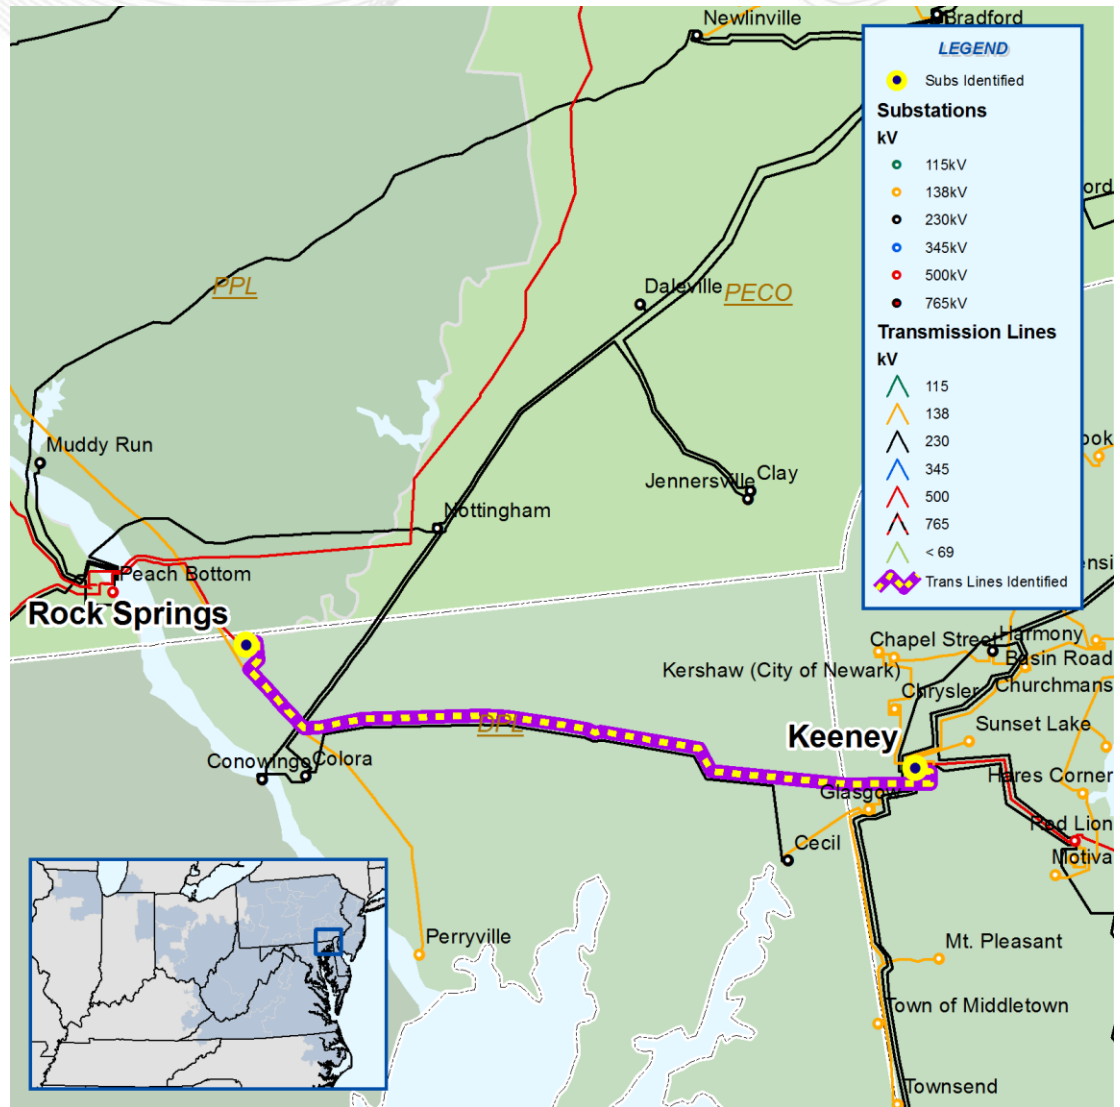 Newlinville
Bradford
LEGEND
Subs Identified
Substations
kV
115kV
138kV
230kV
345kV
500kV
765kV
Transmission Lines
kV
115
138
230
345
500
765
< 69
Trans Lines Identified
PPL
Daleville
PECO
Muddy Run
Jennersville
Clay
Nottingham
Peach Bottom
Rock Springs
Chapel Street
Harmony
Kershaw (City of Newark)
Basin Road
Chrysler
Churchmans
Sunset Lake
DPL
Keeney
Conowingo
Colora
Glasgow
Hares Corner
Red Lion
Motiva
Cecil
Perryville
Mt. Pleasant
Town of Middletown
Townsend